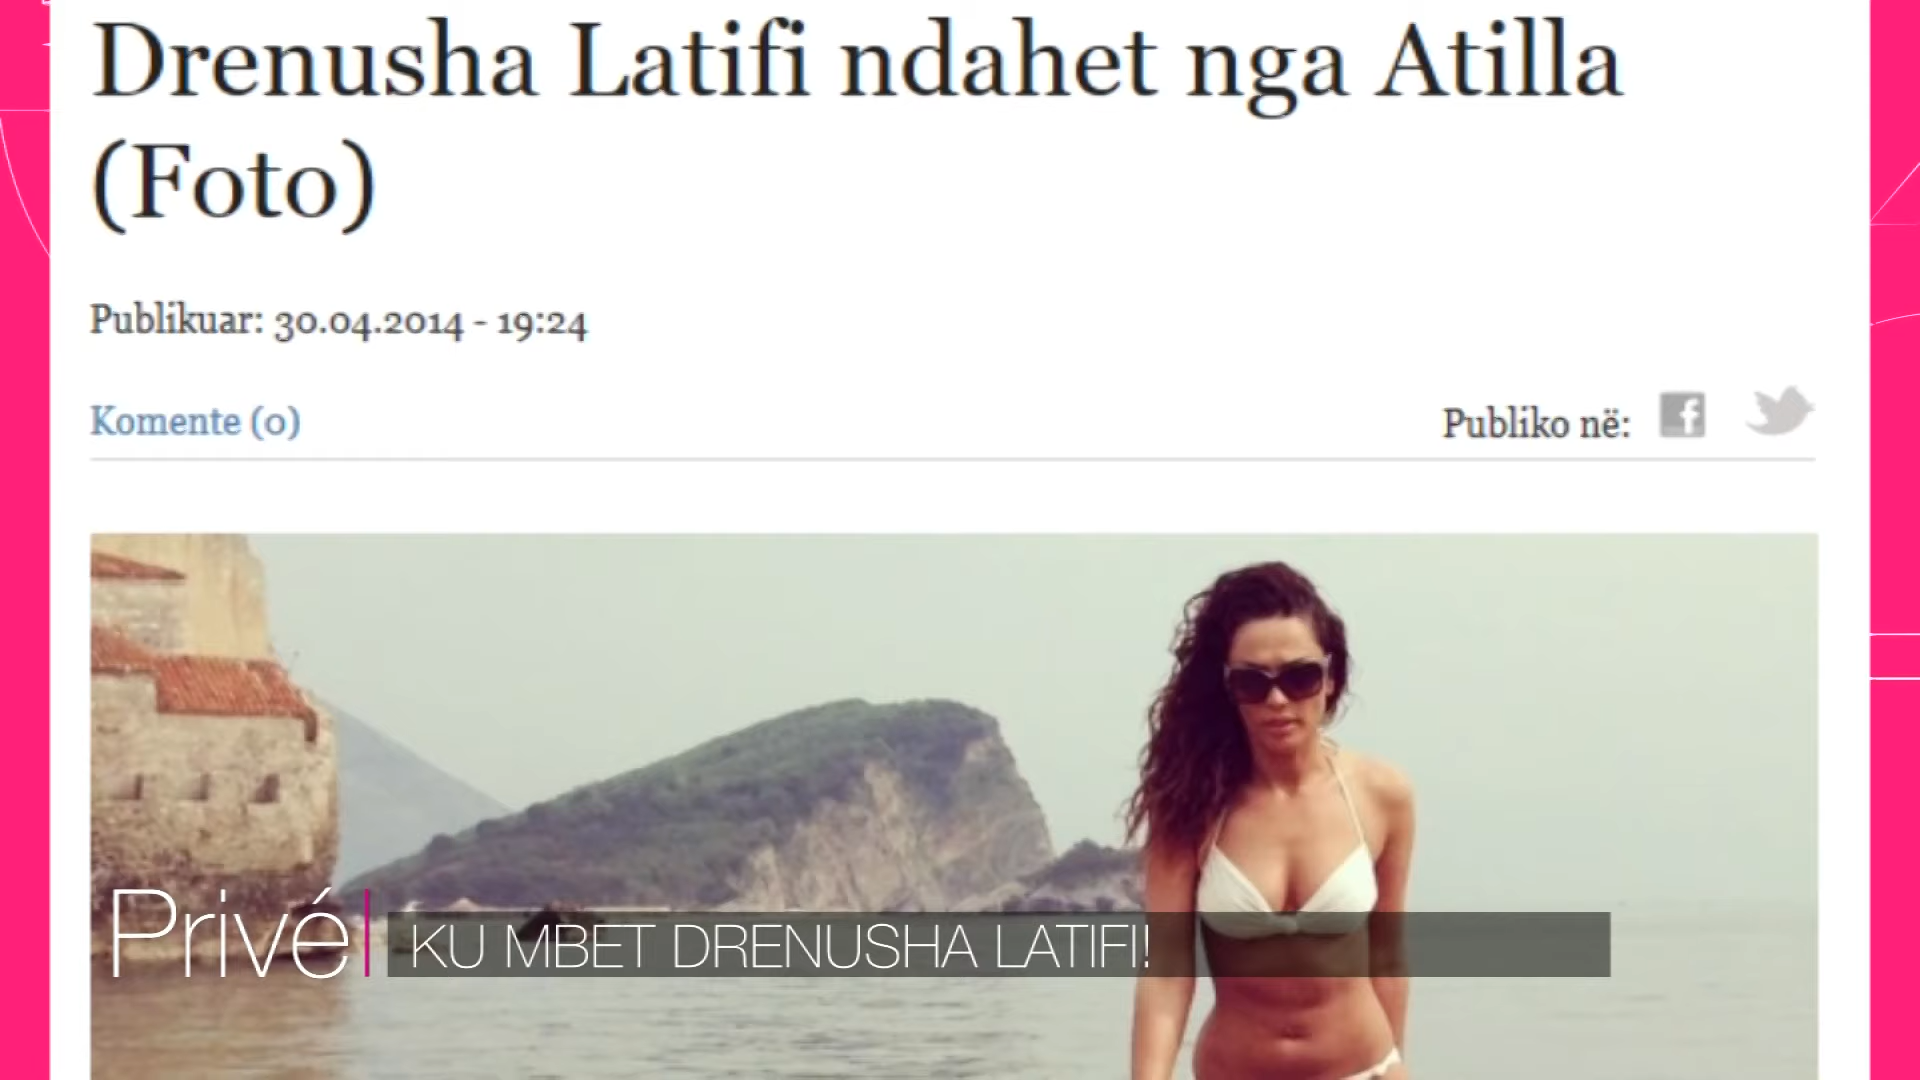 Drenusha Latifi ndahet nga Atilla
(Foto)
Publikuar: 30.04.2014 - 19:24
Komente (0)
Publiko në:
Privé
KU MBET DRENUSHA LATIFI!